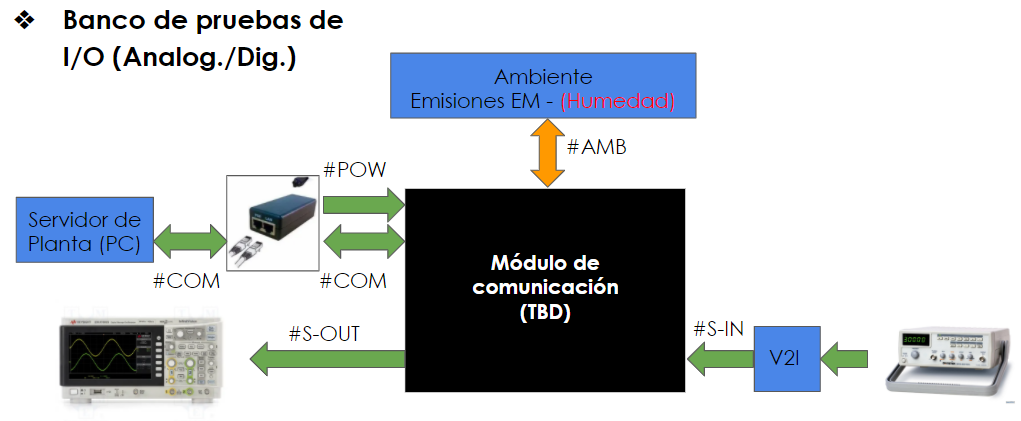 ❖ Banco de pruebas de
I/O (Analog./Dig.)
Ambiente
Emisiones EM - (Humedad)
#AMB
#POW
Servidor de
Planta (PC)
#COM
#COM
Módulo de
comunicación
(TBD)
#S-OUT
#S-IN
V2I